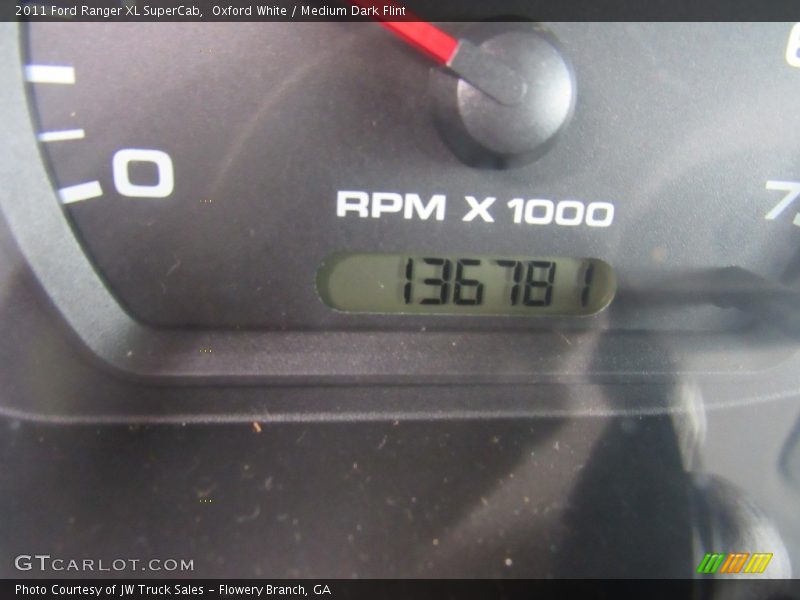 2011 Ford Ranger XL SuperCab,  Oxford White / Medium Dark Flint
0
RPM X 1000
136781
GTCARLOT.COM
Photo Courtesy of JW Truck Sales - Flowery Branch, GA